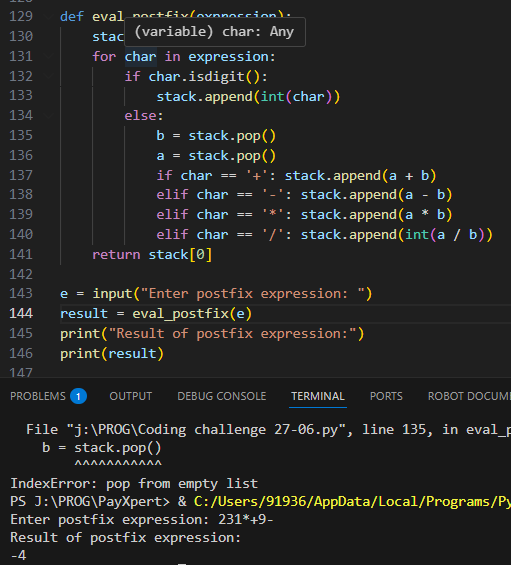 129 def eval_postfix(expression):
130 stac
(variable) char: Any
131 for char in expression:
132 if char.isdigit():
133 stack.append(int(char))
134 else:
135 b = stack.pop()
136 a = stack.pop()
137 if char == '+': stack.append(a + b)
138 elif char == '-': stack.append(a - b)
139 elif char == '*': stack.append(a * b)
140 elif char == '/': stack.append(int(a / b))
141 return stack[0]
142
143 e = input("Enter postfix expression: ")
144 result = eval_postfix(e)
145 print("Result of postfix expression:")
146 print(result)
147
PROBLEMS 1 OUTPUT DEBUG CONSOLE TERMINAL PORTS ROBOT DOCUM
File "j:\PROG\Coding challenge 27-06.py", line 135, in eval_p
b = stack.pop()
^^^^^^^^^^^
IndexError: pop from empty list
PS J:\PROG\PayXpert> & C:/Users/91936/AppData/Local/Programs/Py
Enter postfix expression: 231*+9-
Result of postfix expression:
-4